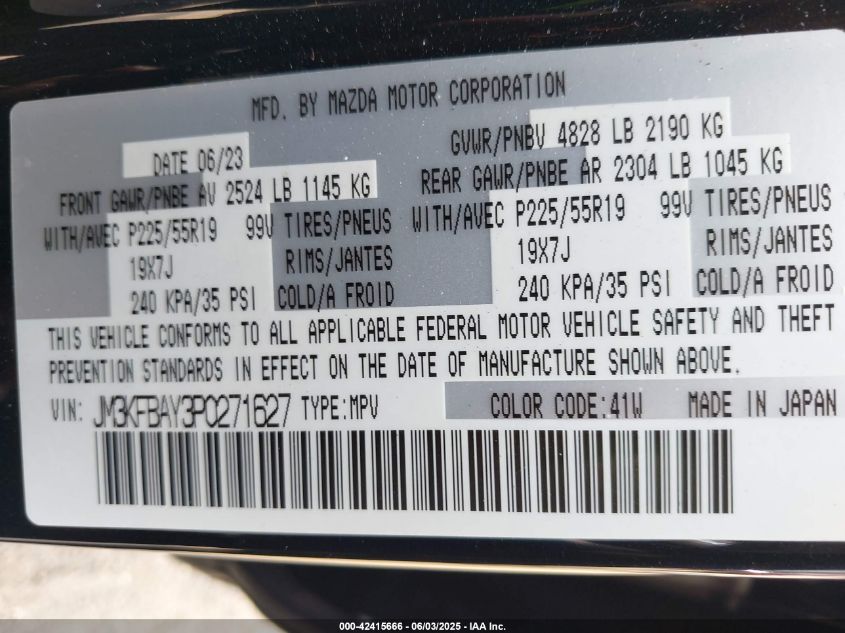 MFD. BY MAZDA MOTOR CORPORATION
DATE 06/23 GVWR/PNBV 4828 LB 2190 KG
FRONT GAWR/PNBE AV 2524 LB 1145 KG REAR GAWR/PNBE AR 2304 LB 1045 KG
WITH/AVEC P225/55R19 99V TIRES/PNEUS WITH/AVEC P225/55R19 99V TIRES/PNEUS
19X7J RIMS/JANTES 19X7J RIMS/JANTES
240 KPA/35 PSI COLD/A FROID 240 KPA/35 PSI COLD/A FROID
THIS VEHICLE CONFORMS TO ALL APPLICABLE FEDERAL MOTOR VEHICLE SAFETY AND THEFT
PREVENTION STANDARDS IN EFFECT ON THE DATE OF MANUFACTURE SHOWN ABOVE.
VIN: JM3KFBAY3P0271627 TYPE:MPV COLOR CODE:41W MADE IN JAPAN
000-42415666 - 06/03/2025 - IAA Inc.